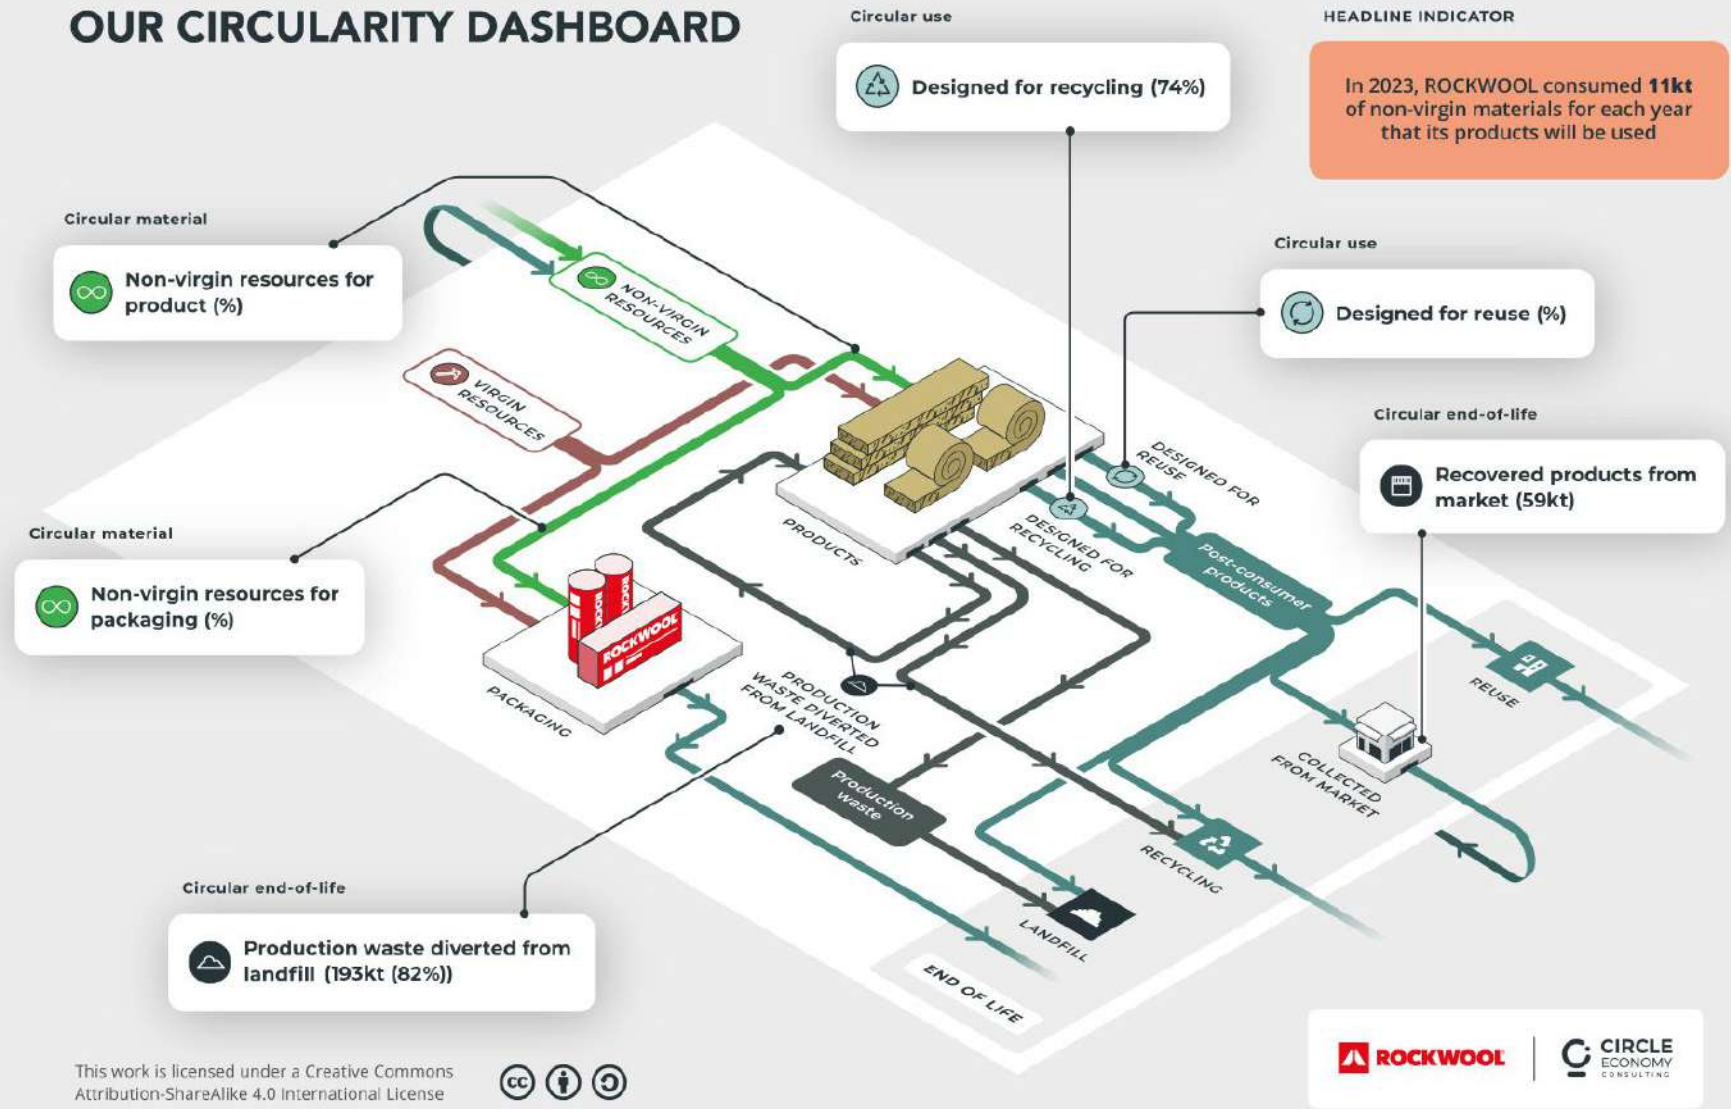 OUR CIRCULARITY DASHBOARD
Circular use
Designed for recycling (74%)
HEADLINE INDICATOR
In 2023, ROCKWOOL consumed 11kt
of non-virgin materials for each year
that its products will be used
Circular material
Non-virgin resources for
product (%)
NON-VIRGIN
RESOURCES
Circular use
Designed for reuse (%)
VIRGIN
RESOURCES
Circular end-of-life
Recovered products from
market (59kt)
DESIGNED FOR
REUSE
DESIGNED FOR
RECYCLING
PRODUCTS
Circular material
Non-virgin resources for
packaging (%)
Post-consumer
products
ROCKWOOL
PACKAGING
PRODUCTION
WASTE DIVERTED
FROM LANDFILL
REUSE
COLLECTED
FROM MARKET
Production
waste
RECYCLING
LANDFILL
END OF LIFE
Circular end-of-life
Production waste diverted from
landfill (193kt (82%))
This work is licensed under a Creative Commons
Attribution-ShareAlike 4.0 International License
cc
ROCKWOOL
CIRCLE
ECONOMY
CONSULTING